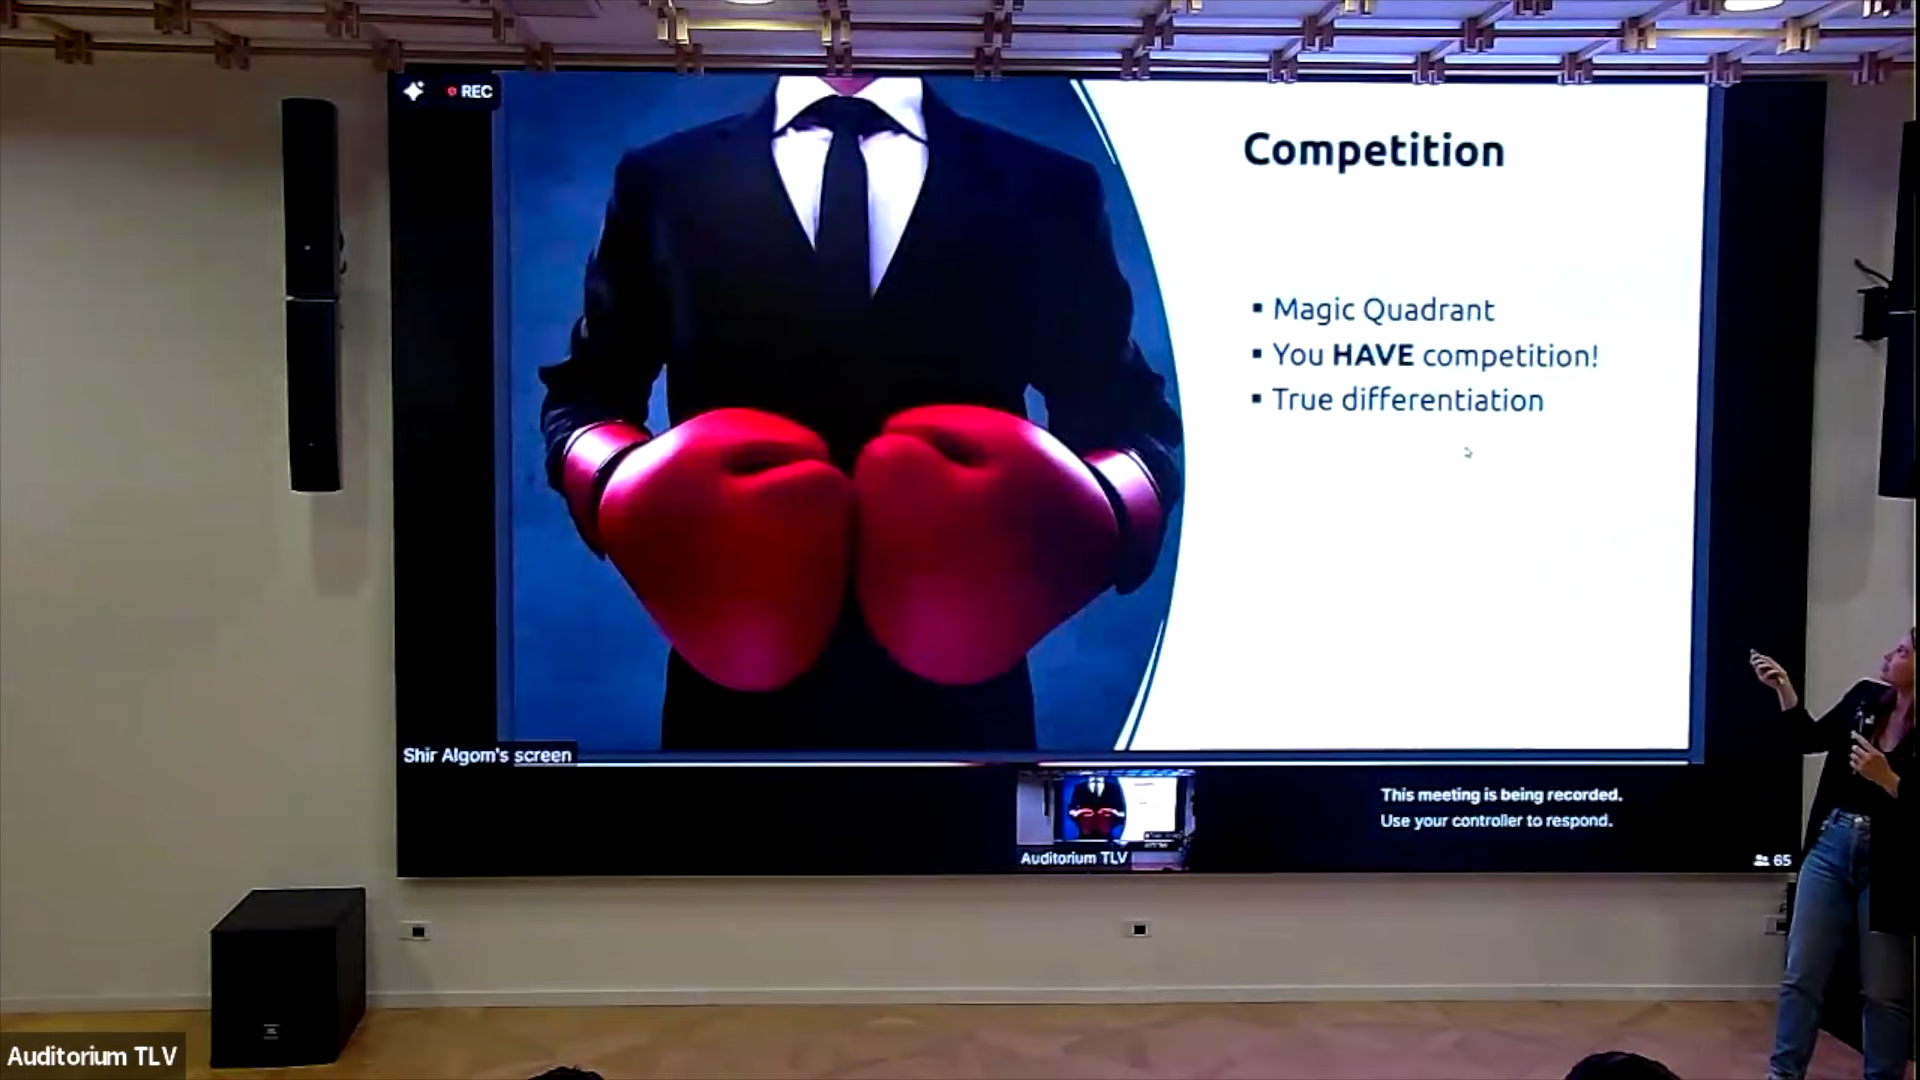 REC
Competition
▪ Magic Quadrant
▪ You HAVE competition!
▪ True differentiation
Shir Algom's screen
This meeting is being recorded.
Use your controller to respond.
Auditorium TLV
65
Auditorium TLV